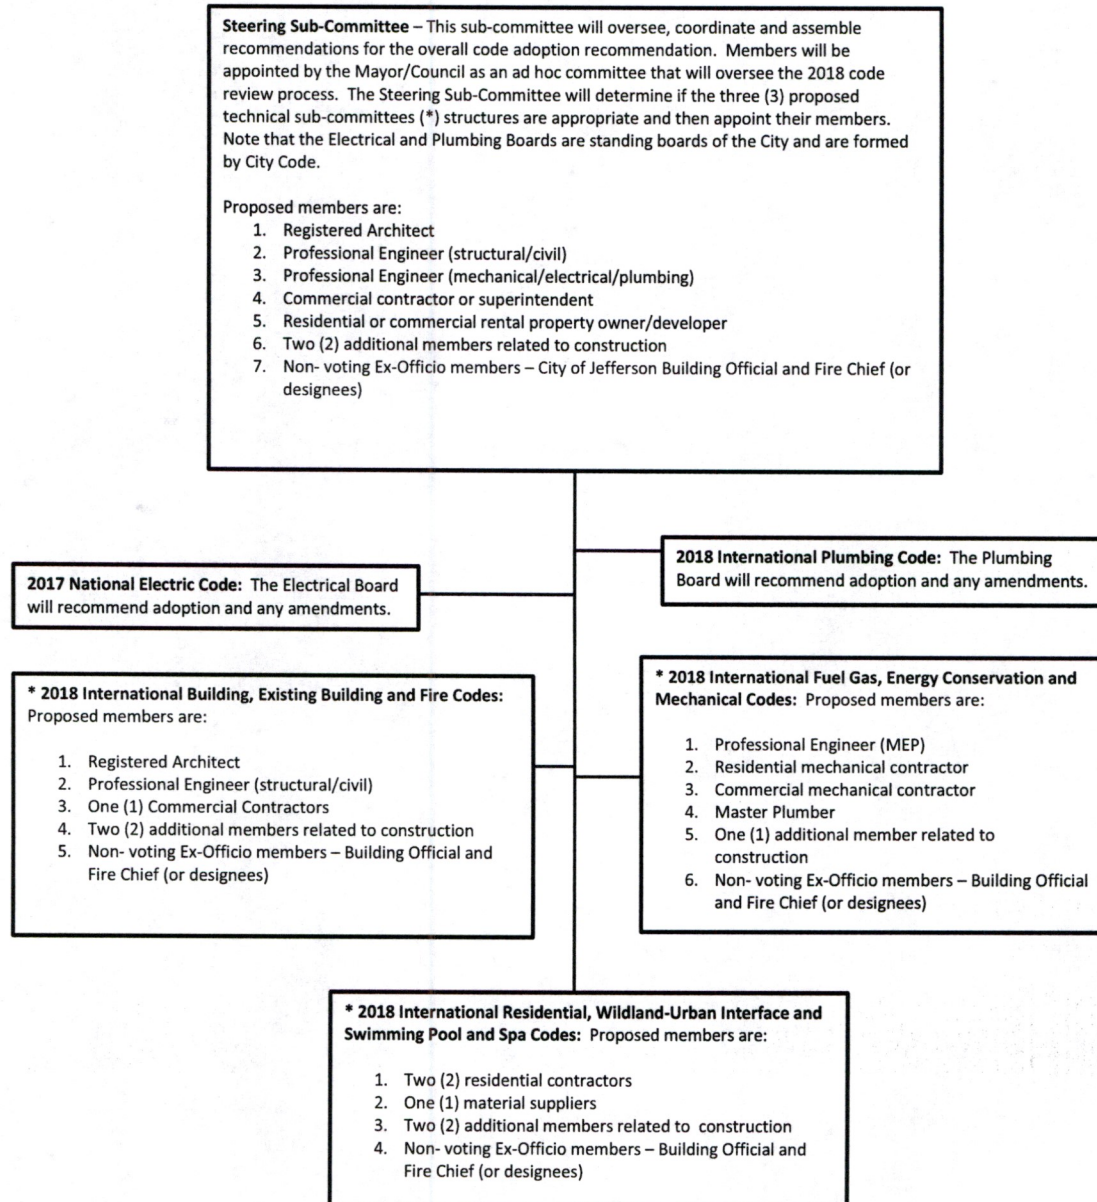 Steering Sub-Committee – This sub-committee will oversee, coordinate and assemble
recommendations for the overall code adoption recommendation. Members will be
appointed by the Mayor/Council as an ad hoc committee that will oversee the 2018 code
review process. The Steering Sub-Committee will determine if the three (3) proposed
technical sub-committees (*) structures are appropriate and then appoint their members.
Note that the Electrical and Plumbing Boards are standing boards of the City and are formed
by City Code.
Proposed members are:
1. Registered Architect
2. Professional Engineer (structural/civil)
3. Professional Engineer (mechanical/electrical/plumbing)
4. Commercial contractor or superintendent
5. Residential or commercial rental property owner/developer
6. Two (2) additional members related to construction
7. Non- voting Ex-Officio members – City of Jefferson Building Official and Fire Chief (or
designees)
2018 International Plumbing Code: The Plumbing
Board will recommend adoption and any amendments.
2017 National Electric Code: The Electrical Board
will recommend adoption and any amendments.
* 2018 International Building, Existing Building and Fire Codes:
Proposed members are:
1. Registered Architect
2. Professional Engineer (structural/civil)
3. One (1) Commercial Contractors
4. Two (2) additional members related to construction
5. Non- voting Ex-Officio members – Building Official and
Fire Chief (or designees)
* 2018 International Fuel Gas, Energy Conservation and
Mechanical Codes: Proposed members are:
1. Professional Engineer (MEP)
2. Residential mechanical contractor
3. Commercial mechanical contractor
4. Master Plumber
5. One (1) additional member related to
construction
6. Non- voting Ex-Officio members – Building Official
and Fire Chief (or designees)
* 2018 International Residential, Wildland-Urban Interface and
Swimming Pool and Spa Codes: Proposed members are:
1. Two (2) residential contractors
2. One (1) material suppliers
3. Two (2) additional members related to construction
4. Non- voting Ex-Officio members – Building Official and
Fire Chief (or designees)